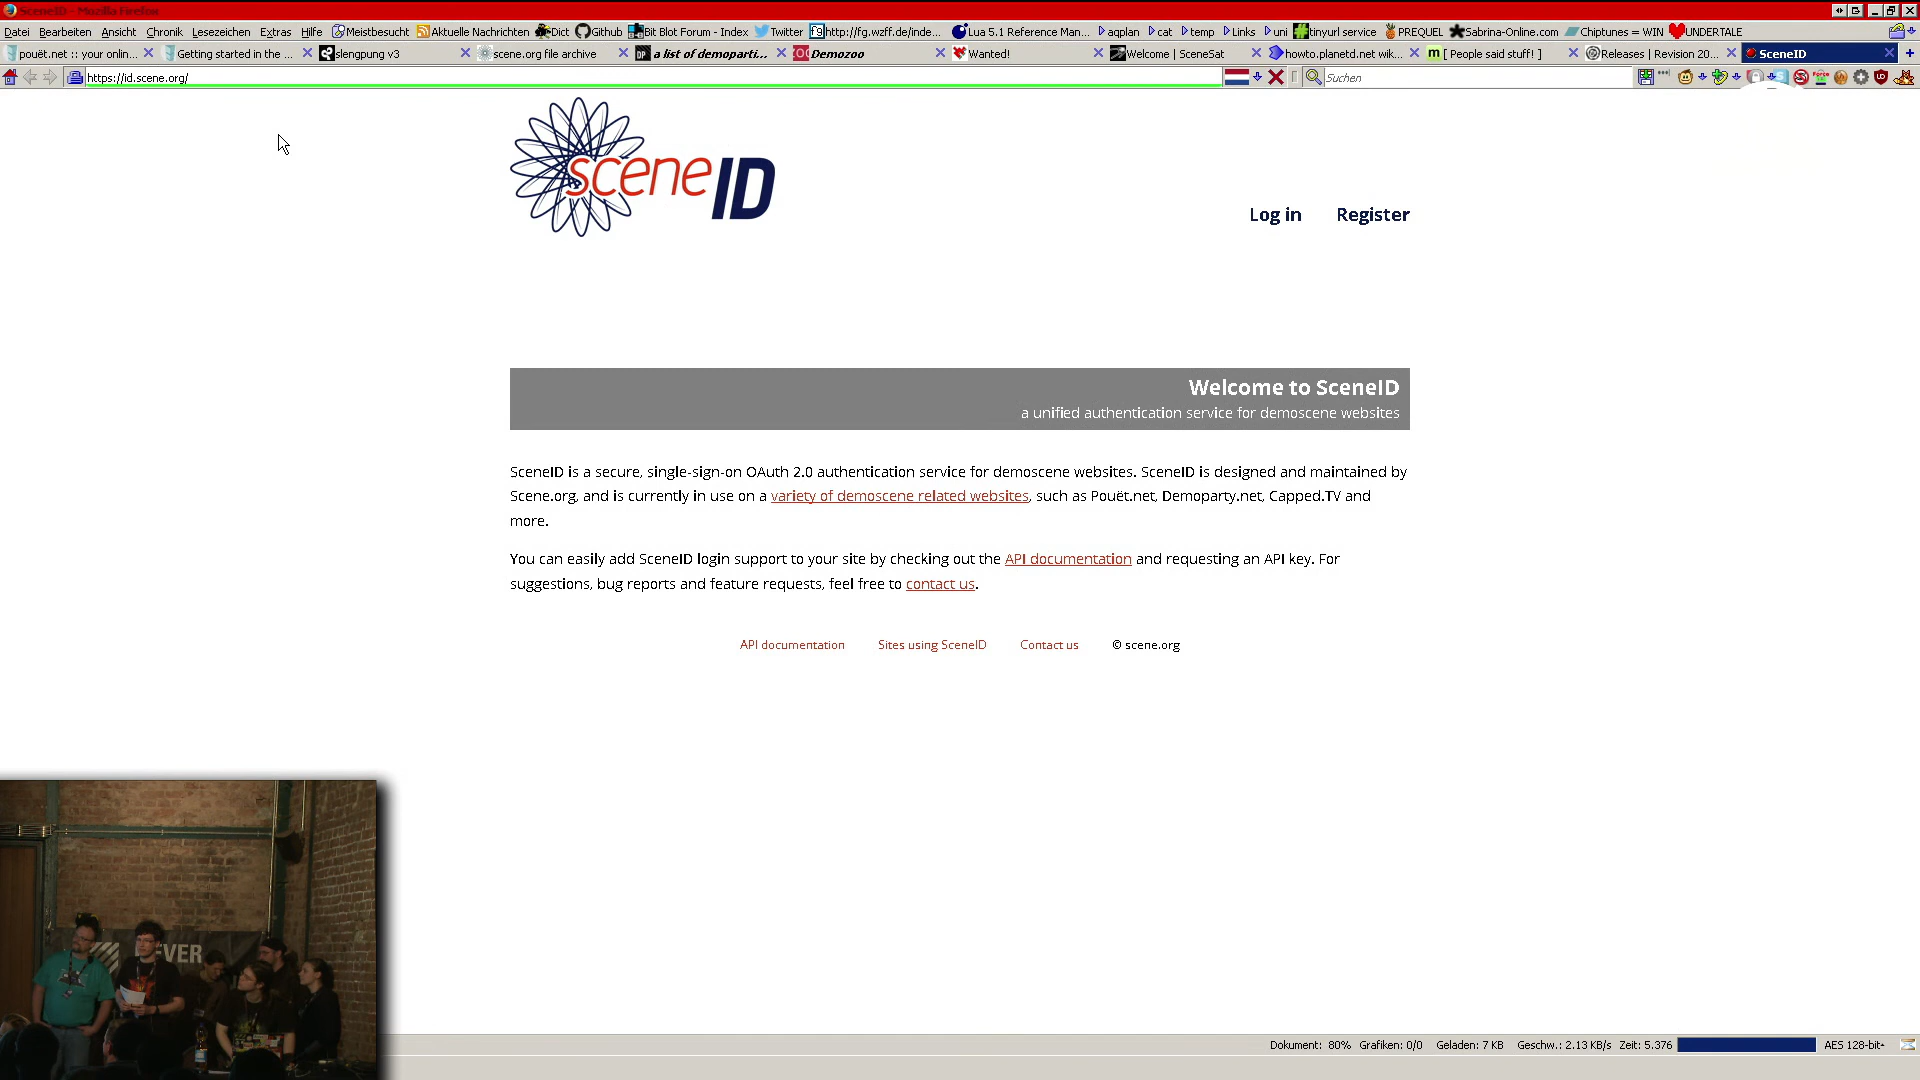 SceneID - Mozilla Firefox
Datei Bearbeiten Ansicht Chronik Lesezeichen Extras Hilfe Meistbesucht Aktuelle Nachrichten Dict Github Bit Blot Forum - Index Twitter http://fg.wzff.de/inde... Lua 5.1 Reference Man... aqplan cat temp Links uni tinyurl service PREQUEL Sabrina-Online.com Chiptunes = WIN UNDERTALE
pouët.net :: your onlin... Getting started in the ... slengpung v3 scene.org file archive a list of demoparti... Demozoo Wanted! Welcome | SceneSat howto.planetd.net wik... [ People said stuff! ] Releases | Revision 20... SceneID
https://id.scene.org/ Suchen
scene ID
Log in Register
Welcome to SceneID
a unified authentication service for demoscene websites
SceneID is a secure, single-sign-on OAuth 2.0 authentication service for demoscene websites. SceneID is designed and maintained by
Scene.org, and is currently in use on a variety of demoscene related websites, such as Pouët.net, Demoparty.net, Capped.TV and
more.
You can easily add SceneID login support to your site by checking out the API documentation and requesting an API key. For
suggestions, bug reports and feature requests, feel free to contact us.
API documentation Sites using SceneID Contact us © scene.org
Dokument: 80% Grafiken: 0/0 Geladen: 7 KB Geschw.: 2.13 KB/s Zeit: 5.376 AES 128-bit